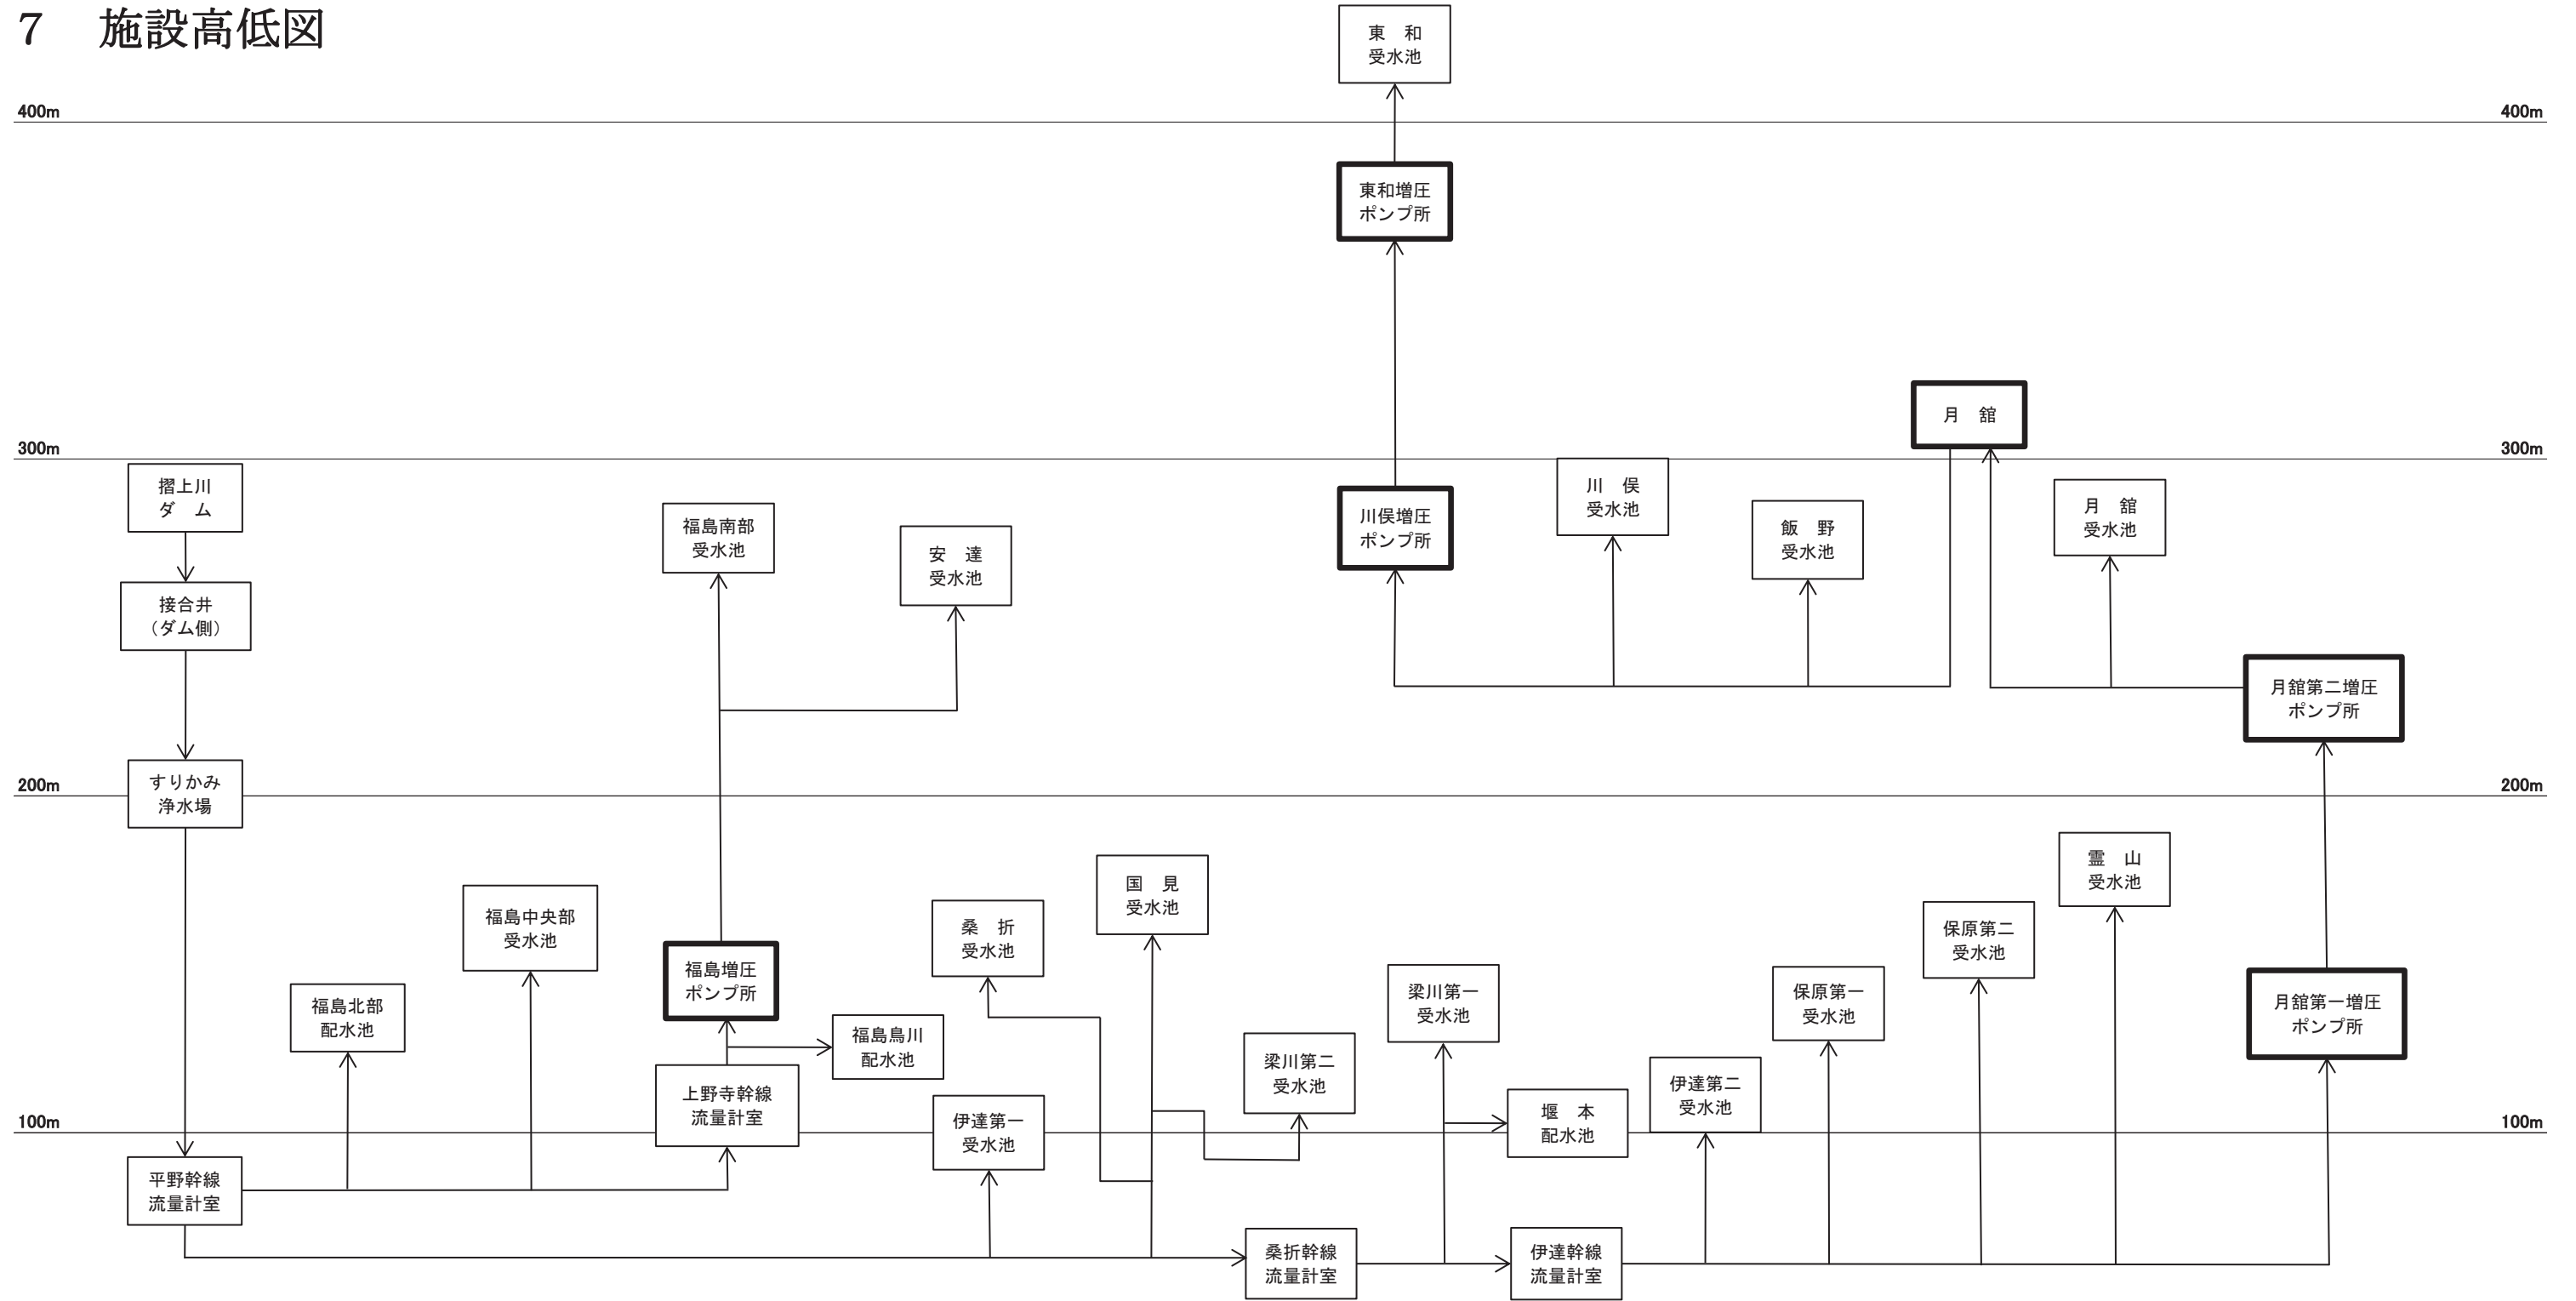 7 施設高低図
東 和
受水池
400m
400m
東和増圧
ポンプ所
月 舘
300m
300m
摺上川
ダ ム
福島南部
受水池
安 達
受水池
川俣増圧
ポンプ所
川 俣
受水池
飯 野
受水池
月 舘
受水池
接合井
（ダム側）
月舘第二増圧
ポンプ所
すりかみ
浄水場
200m
200m
福島中央部
受水池
福島北部
配水池
福島増圧
ポンプ所
福島鳥川
配水池
桑 折
受水池
国 見
受水池
梁川第一
受水池
梁川第二
受水池
保原第一
受水池
保原第二
受水池
霊 山
受水池
月舘第一増圧
ポンプ所
上野寺幹線
流量計室
伊達第一
受水池
堰 本
配水池
伊達第二
受水池
100m
100m
平野幹線
流量計室
桑折幹線
流量計室
伊達幹線
流量計室